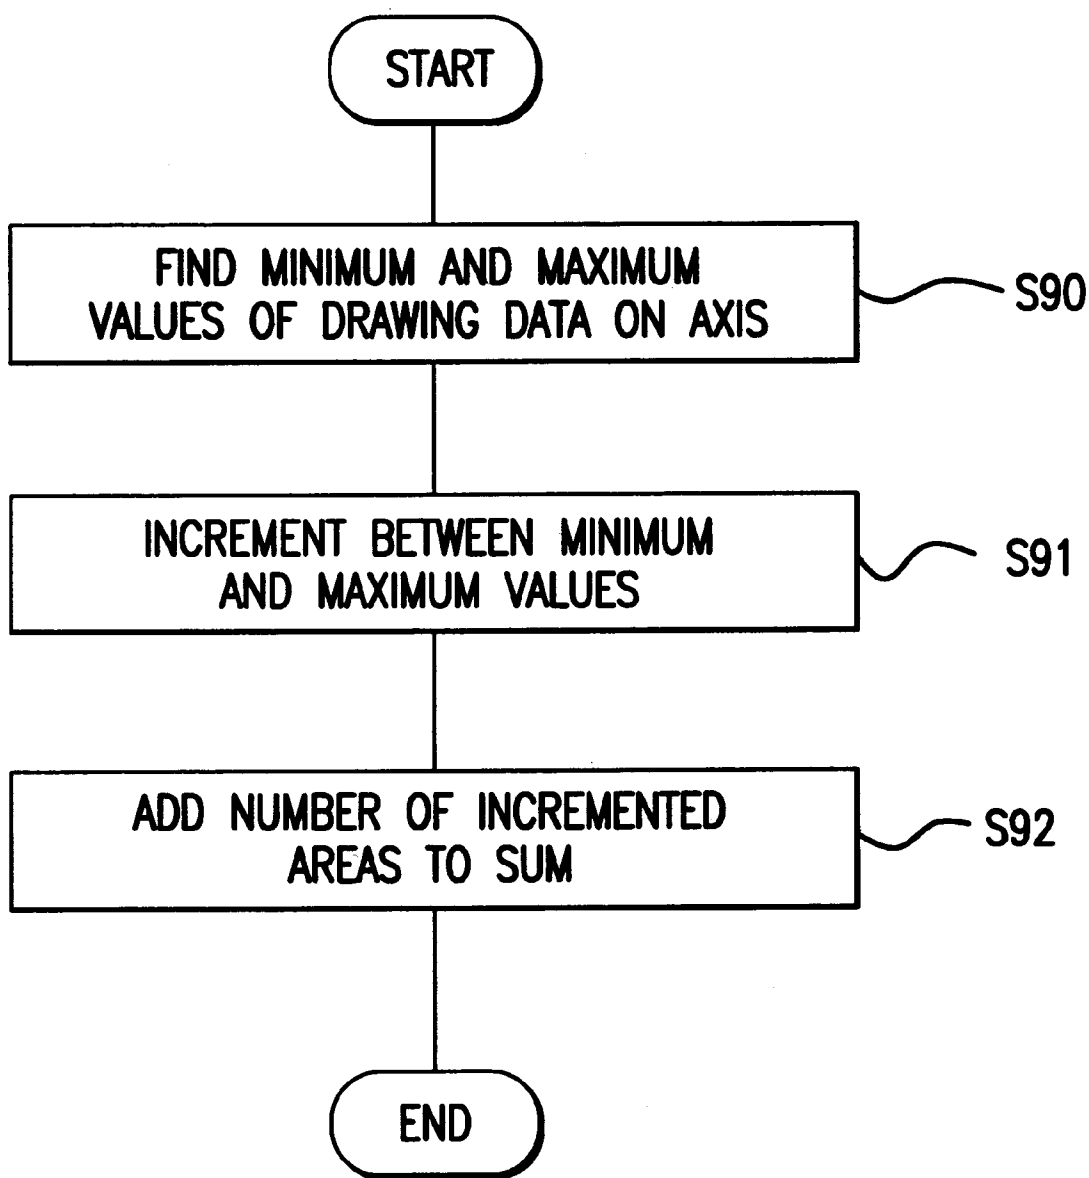 START
FIND MINIMUM AND MAXIMUM
VALUES OF DRAWING DATA ON AXIS
S90
INCREMENT BETWEEN MINIMUM
AND MAXIMUM VALUES
S91
ADD NUMBER OF INCREMENTED
AREAS TO SUM
S92
END